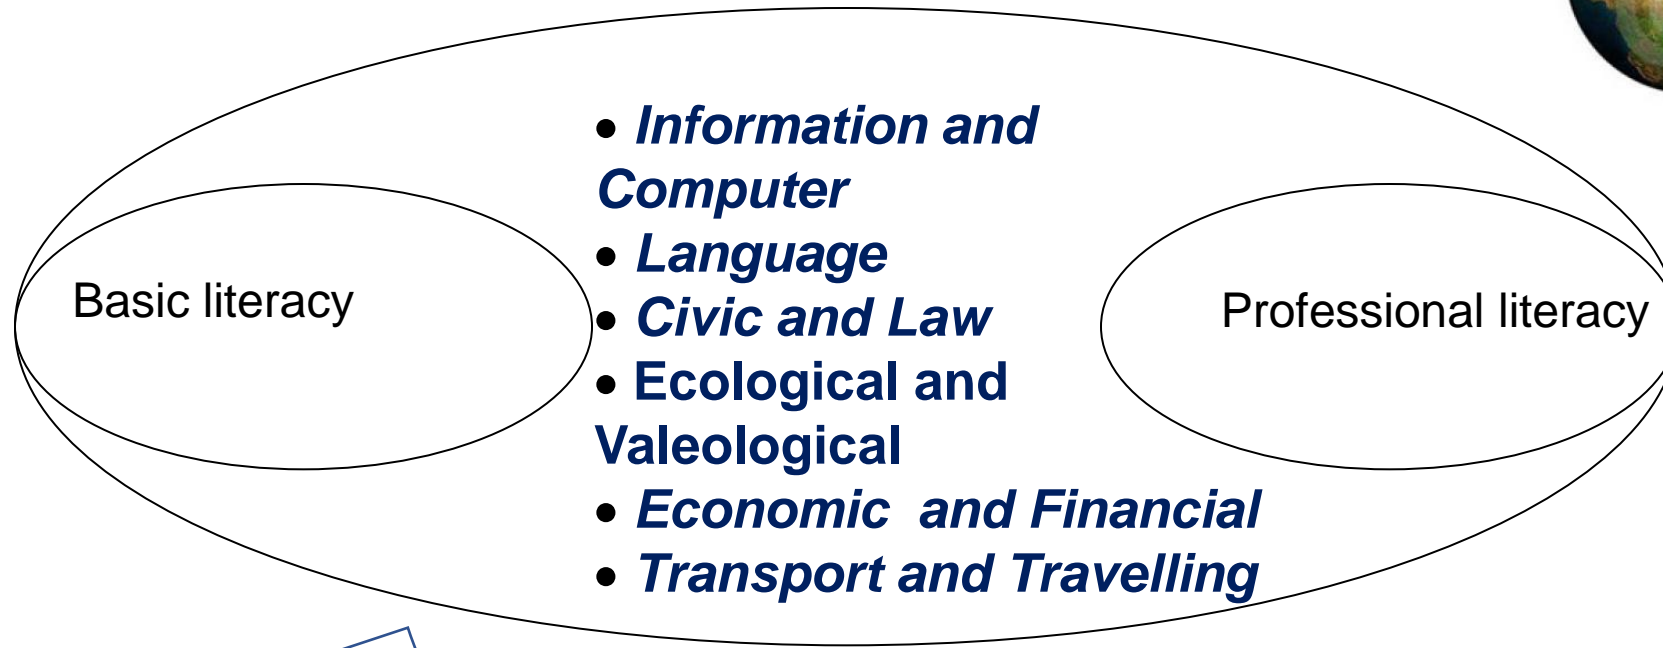 • Information and
Computer
• Language
Basic literacy
• Civic and Law
Professional literacy
• Ecological and
Valeological
• Economic  and Financial
• Transport and Travelling